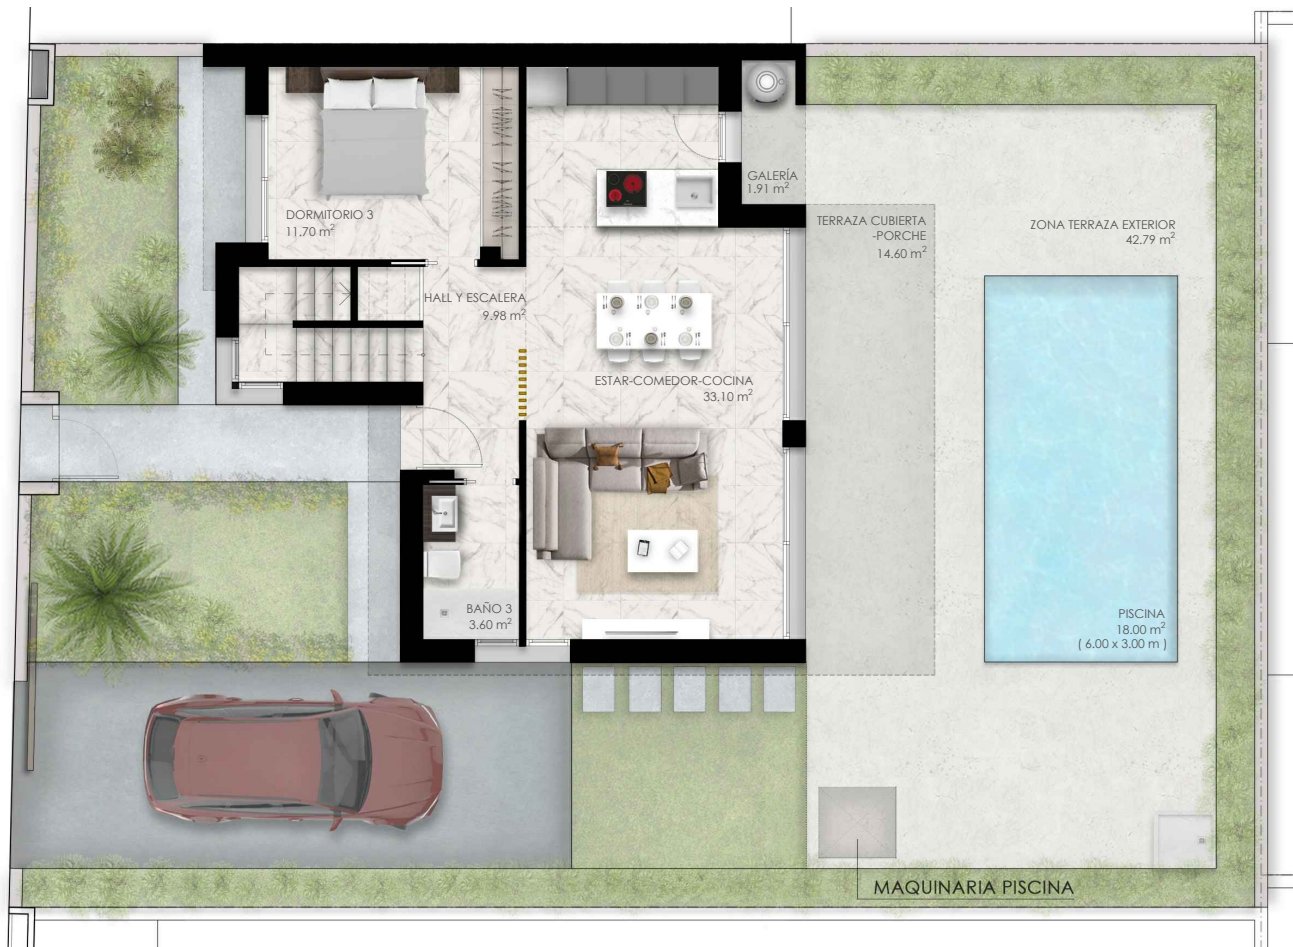 GALERÍA
1.91 m²
DORMITORIO 3
11.70 m²
TERRAZA CUBIERTA
-PORCHE
14.60 m²
ZONA TERRAZA EXTERIOR
42.79 m²
HALL Y ESCALERA
9.98 m²
ESTAR-COMEDOR-COCINA
33.10 m²
BAÑO 3
3.60 m²
PISCINA
18.00 m²
( 6.00 x 3.00 m )
MAQUINARIA PISCINA